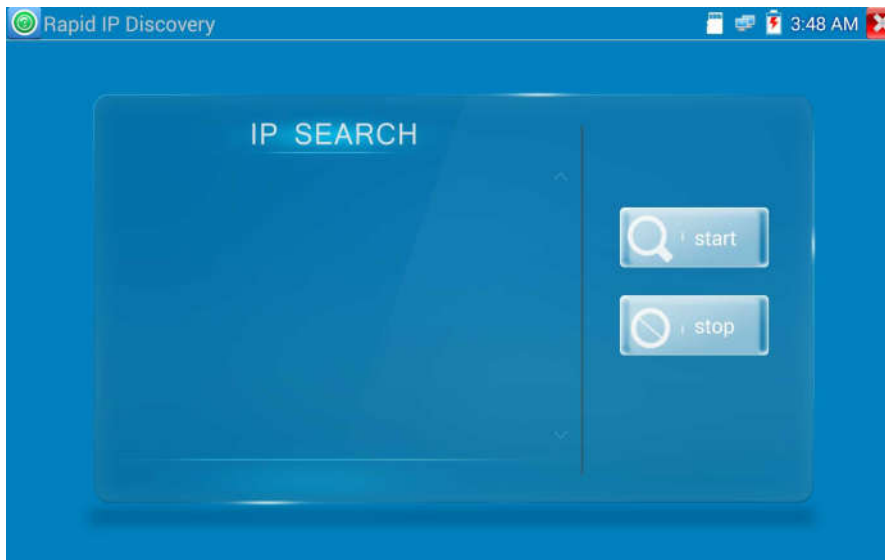 Rapid IP Discovery
3:48 AM
IP SEARCH
start
stop